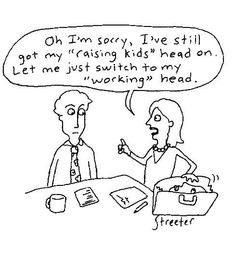 Oh I'm sorry, I've still
got my "raising kids" head on.
Let me just switch to my
"working" head.
Streeter